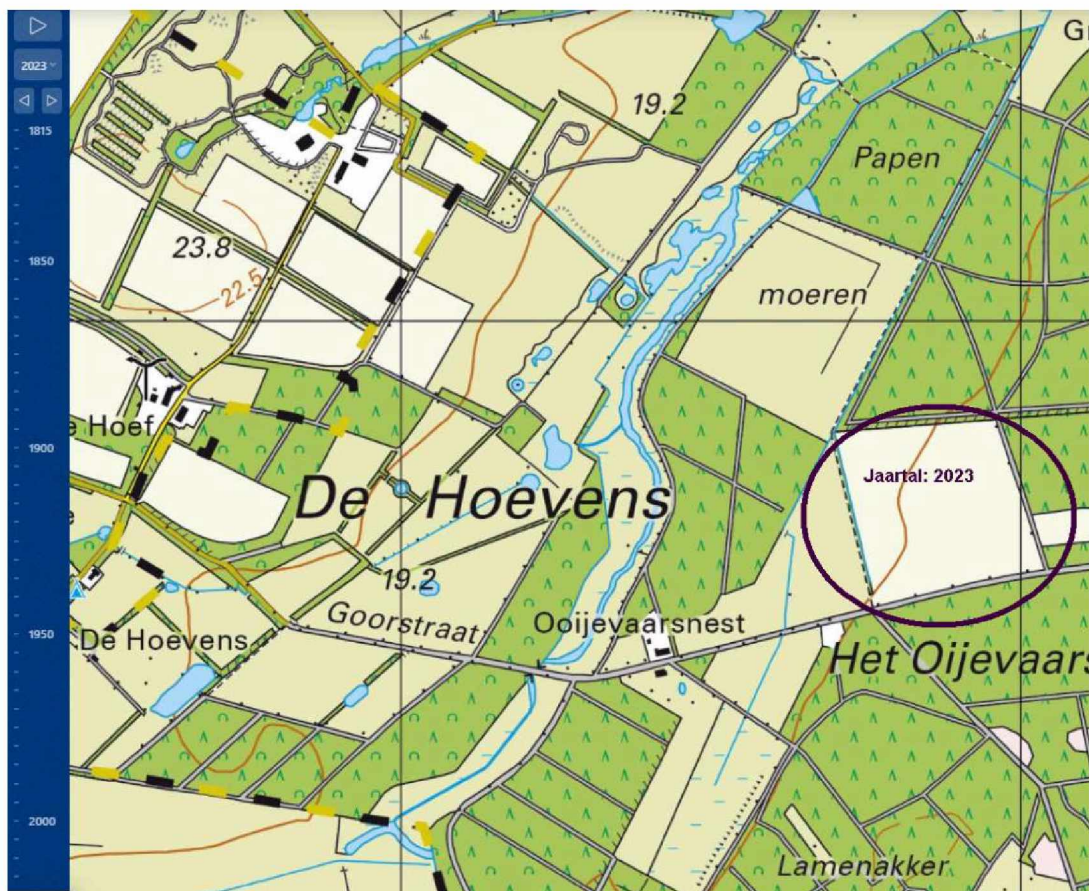 2023
1815
1850
1900
1950
2000
G
19.2
Papen
23.8
22.5
moeren
e Hoef
Jaartal: 2023
De Hoevens
e
19.2
Goorstraat
Ooijevaarsnest
De Hoevens
Het Oijevaars
Lamenakker